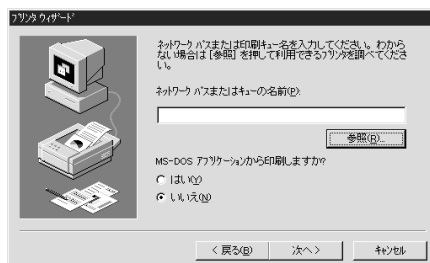 ﾌﾟﾘﾝﾀ ｳｨｻﾞｰﾄﾞ
ﾈｯﾄﾜｰｸ ﾊﾟｽまたは印刷ｷｭｰ名を入力してください。わから
ない場合は [参照] を押して利用できるﾌﾟﾘﾝﾀを調べてくださ
い。
ﾈｯﾄﾜｰｸ ﾊﾟｽまたはｷｭｰの名前(P):
参照(R)...
MS-DOS ｱﾌﾟﾘｹｰｼｮﾝから印刷しますか?
はい(Y)
いいえ(N)
< 戻る(B)
次へ >
ｷｬﾝｾﾙ